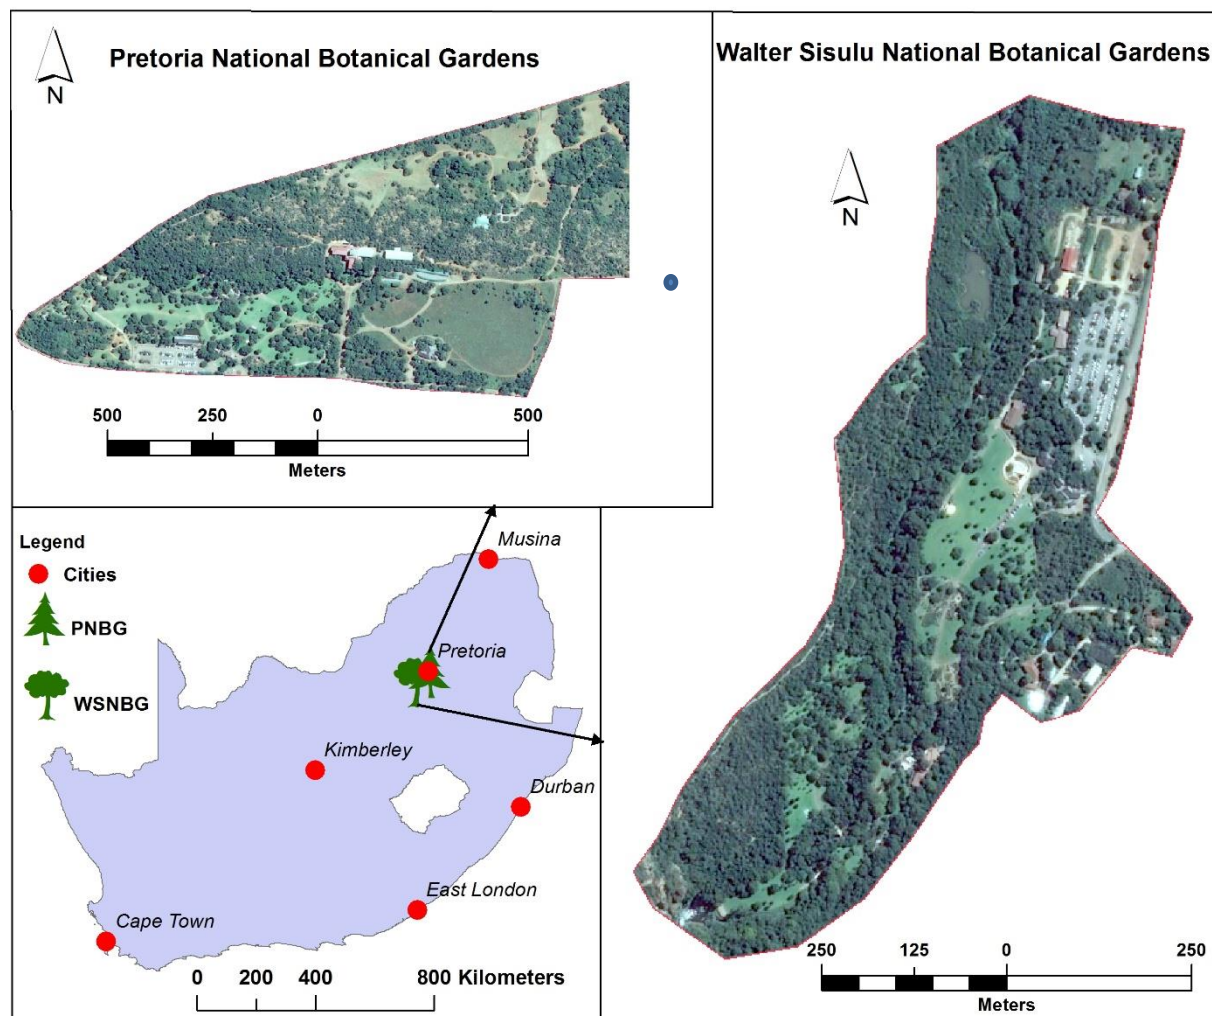 Pretoria National Botanical Gardens
N
500 250 0 500
Meters
Walter Sisulu National Botanical Gardens
N
250 125 0 250
Meters
Legend
Cities
PNBG
WSNBG
Musina
Pretoria
Kimberley
Durban
East London
Cape Town
0 200 400 800 Kilometers